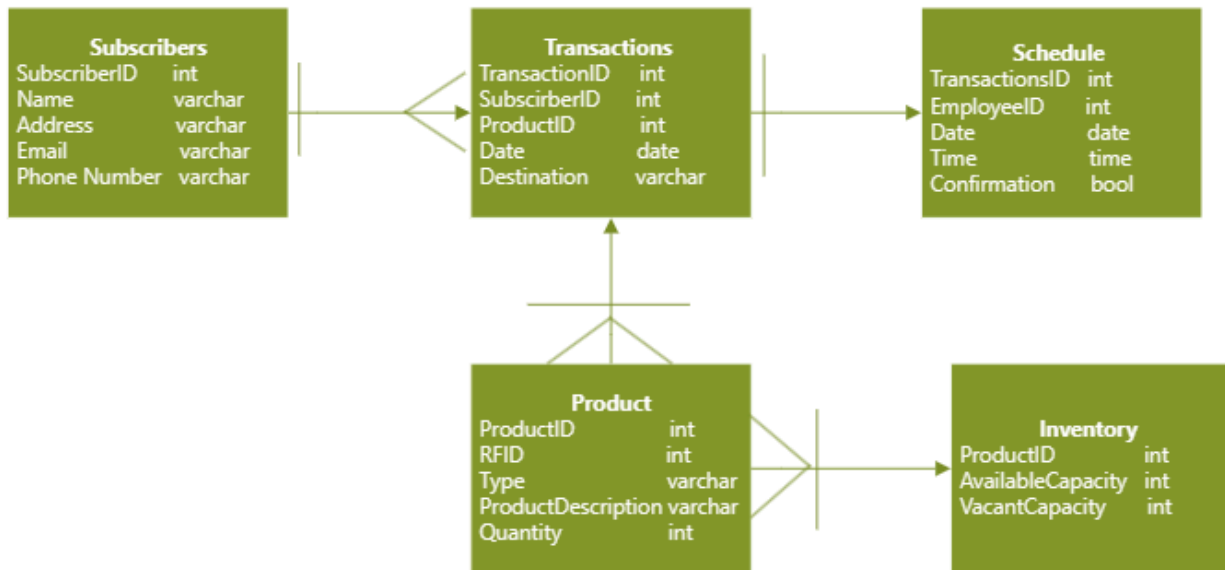 Subscribers
SubscriberID int
Name varchar
Address varchar
Email varchar
Phone Number varchar
Transactions
TransactionID int
SubscirberID int
ProductID int
Date date
Destination varchar
Schedule
TransactionsID int
EmployeeID int
Date date
Time time
Confirmation bool
Product
ProductID int
RFID int
Type varchar
ProductDescription varchar
Quantity int
Inventory
ProductID int
AvailableCapacity int
VacantCapacity int